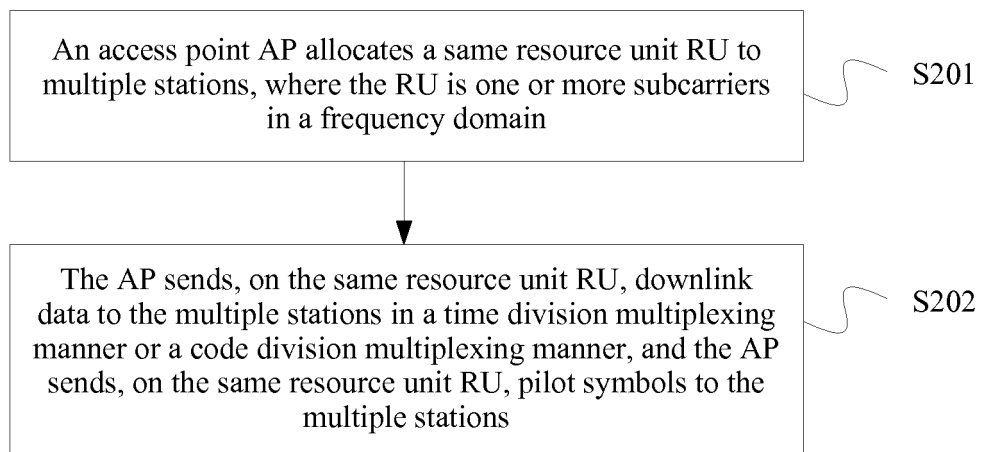 An access point AP allocates a same resource unit RU to
multiple stations, where the RU is one or more subcarriers
in a frequency domain
S201
The AP sends, on the same resource unit RU, downlink
data to the multiple stations in a time division multiplexing
manner or a code division multiplexing manner, and the AP
sends, on the same resource unit RU, pilot symbols to the
multiple stations
S202